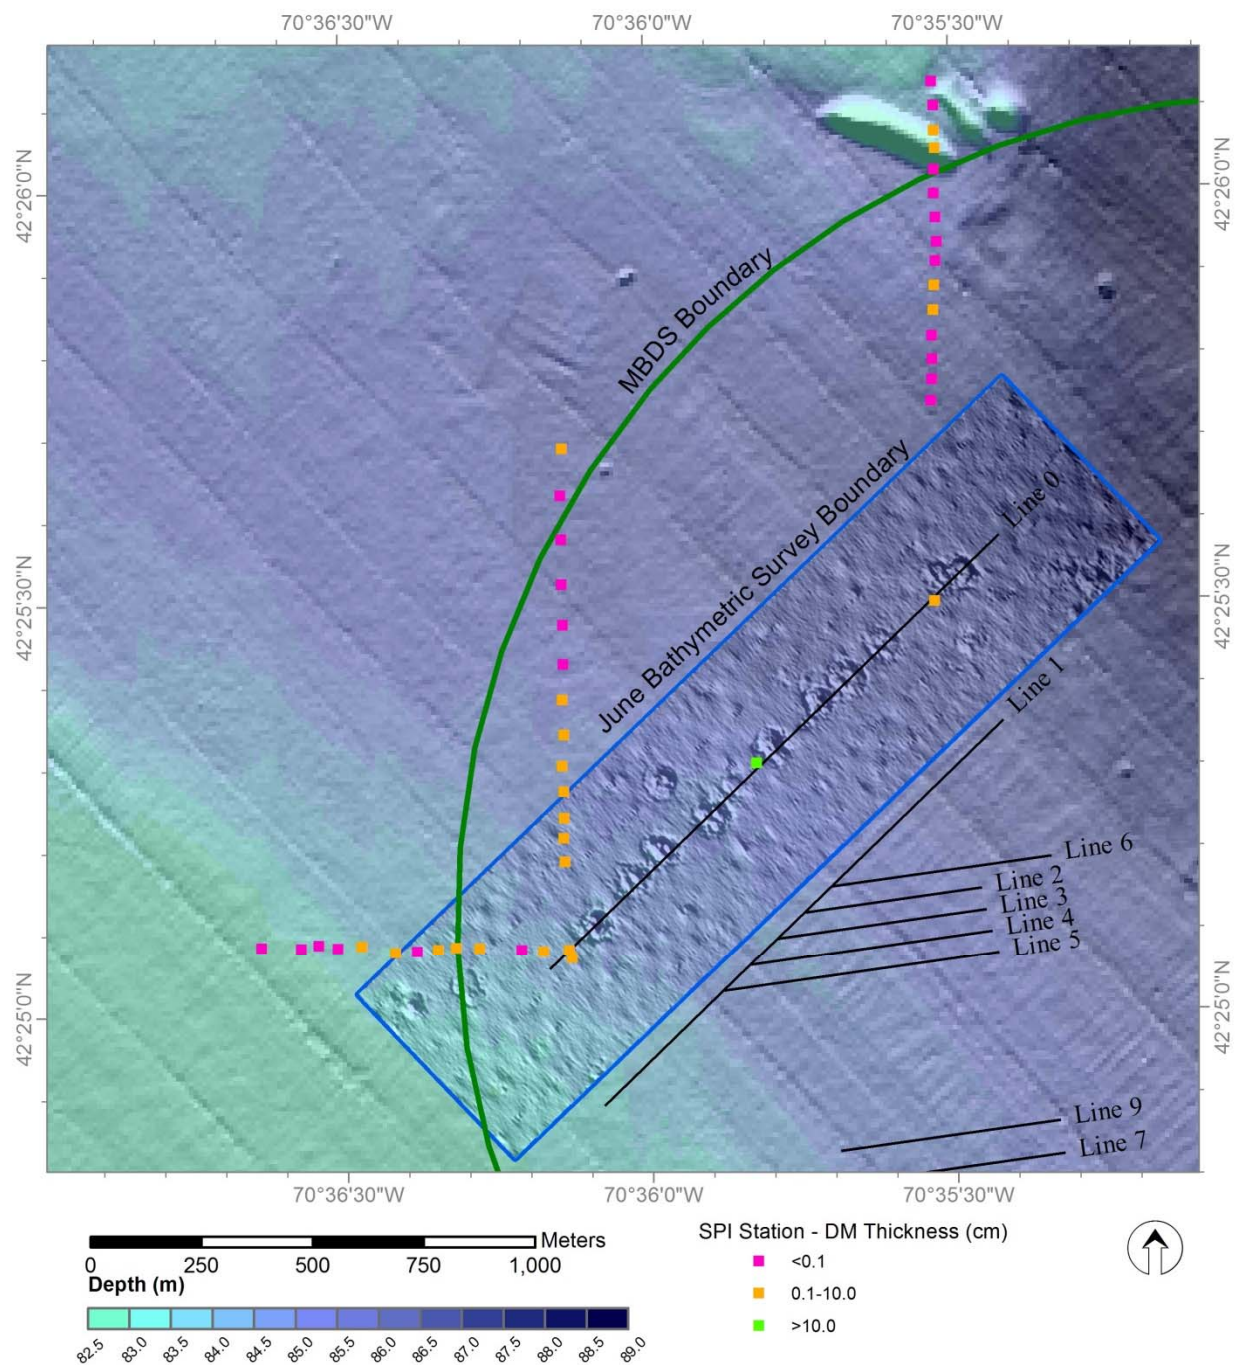 70°36'30"W 70°36'0"W 70°35'30"W
42°26'0"N
42°26'0"N
MBDS Boundary
June Bathymetric Survey Boundary
Line 0
42°25'30"N
42°25'30"N
Line 1
Line 6
Line 2
Line 3
Line 4
Line 5
42°25'0"N
42°25'0"N
Line 9
Line 7
70°36'30"W 70°36'0"W 70°35'30"W
Meters
0 250 500 750 1,000
Depth (m)
82.5 83.0 83.5 84.0 84.5 85.0 85.5 86.0 86.5 87.0 87.5 88.0 88.5 89.0
SPI Station - DM Thickness (cm)
<0.1
0.1-10.0
>10.0